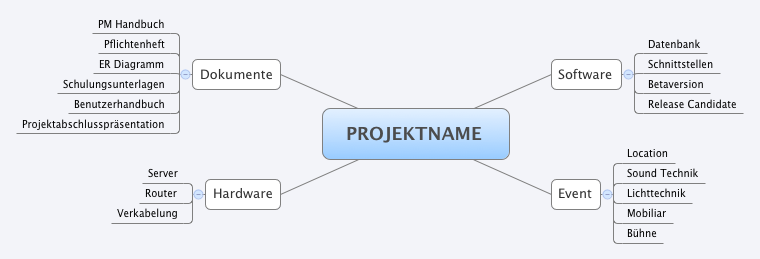 PROJEKTNAME
Dokumente
PM Handbuch
Pflichtenheft
ER Diagramm
Schulungsunterlagen
Benutzerhandbuch
Projektabschlusspräsentation
Hardware
Server
Router
Verkabelung
Software
Datenbank
Schnittstellen
Betaversion
Release Candidate
Event
Location
Sound Technik
Lichttechnik
Mobiliar
Bühne